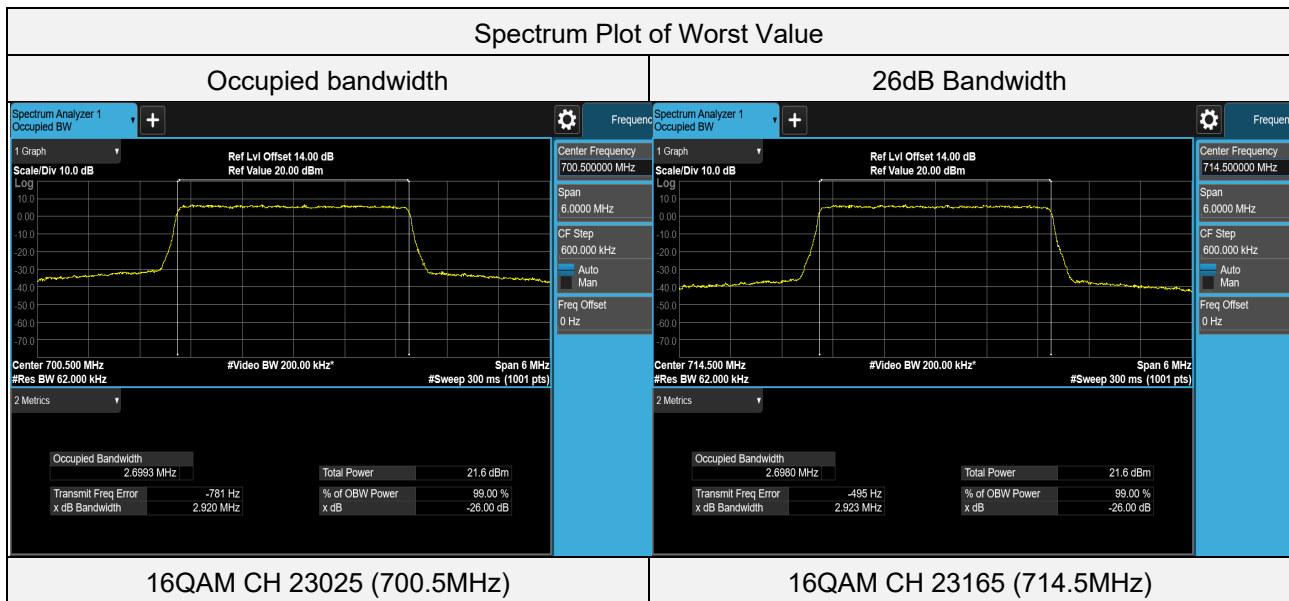 Spectrum Plot of Worst Value
Occupied bandwidth
26dB Bandwidth
Spectrum Analyzer 1
Occupied BW
+
Frequenc
1 Graph
Scale/Div 10.0 dB
Ref Lvl Offset 14.00 dB
Ref Value 20.00 dBm
Log
10.0
0.00
-10.0
-20.0
-30.0
-40.0
-50.0
-60.0
-70.0
Center 700.500 MHz
#Video BW 200.00 kHz*
Span 6 MHz
#Res BW 62.000 kHz
#Sweep 300 ms (1001 pts)
Center Frequency
700.500000 MHz
Span
6.0000 MHz
CF Step
600.000 kHz
Auto
Man
Freq Offset
0 Hz
2 Metrics
Occupied Bandwidth
2.6993 MHz
Total Power 21.6 dBm
Transmit Freq Error -781 Hz
% of OBW Power 99.00 %
x dB Bandwidth 2.920 MHz
x dB -26.00 dB
Spectrum Analyzer 1
Occupied BW
+
Frequen
1 Graph
Scale/Div 10.0 dB
Ref Lvl Offset 14.00 dB
Ref Value 20.00 dBm
Log
10.0
0.00
-10.0
-20.0
-30.0
-40.0
-50.0
-60.0
-70.0
Center 714.500 MHz
#Video BW 200.00 kHz*
Span 6 MHz
#Res BW 62.000 kHz
#Sweep 300 ms (1001 pts)
Center Frequency
714.500000 MHz
Span
6.0000 MHz
CF Step
600.000 kHz
Auto
Man
Freq Offset
0 Hz
2 Metrics
Occupied Bandwidth
2.6980 MHz
Total Power 21.6 dBm
Transmit Freq Error -495 Hz
% of OBW Power 99.00 %
x dB Bandwidth 2.923 MHz
x dB -26.00 dB
16QAM CH 23025 (700.5MHz)
16QAM CH 23165 (714.5MHz)